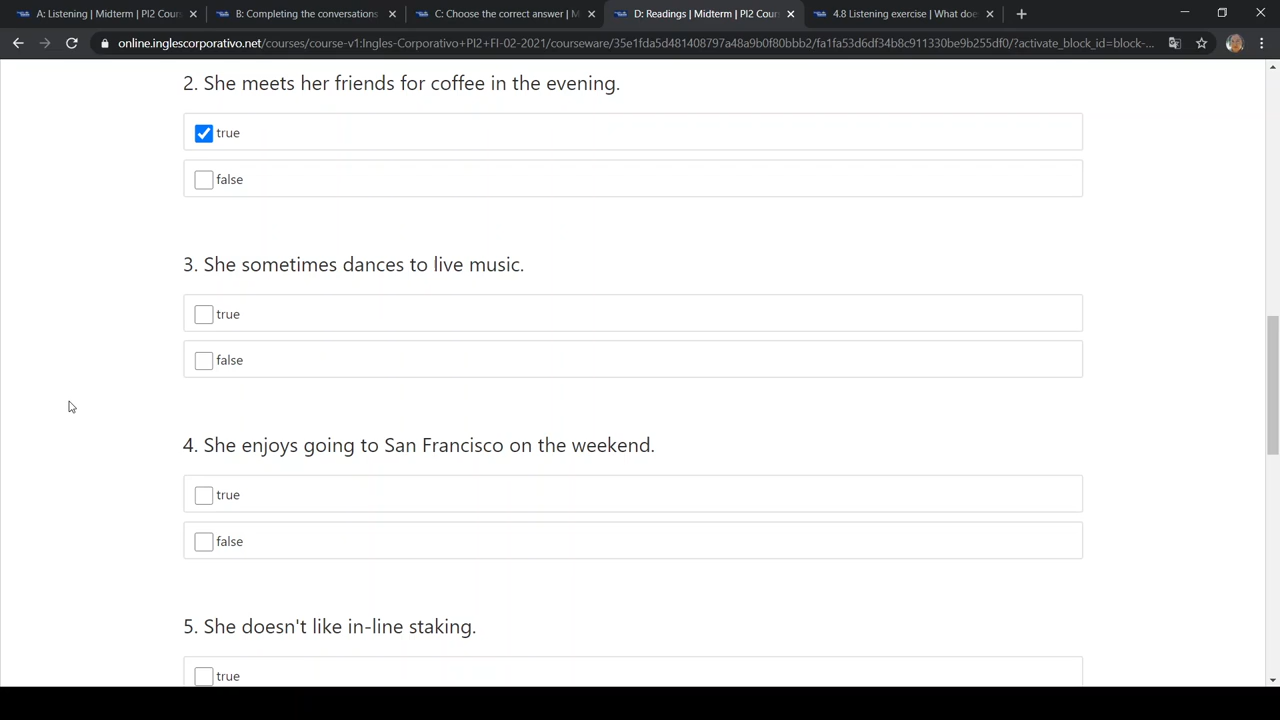 A: Listening | Midterm | PI2 Cours
B: Completing the conversations
C: Choose the correct answer | M
D: Readings | Midterm | PI2 Cour
4.8 Listening exercise | What doe
online.inglescorporativo.net/courses/course-v1:Ingles-Corporativo+PI2+FI-02-2021/courseware/35e1fda5d481408797a48a9b0f80bbb2/fa1fa53d6df34b8c911330be9b255df0/?activate_block_id=block-...
2. She meets her friends for coffee in the evening.
true
false
3. She sometimes dances to live music.
true
false
4. She enjoys going to San Francisco on the weekend.
true
false
5. She doesn't like in-line staking.
true